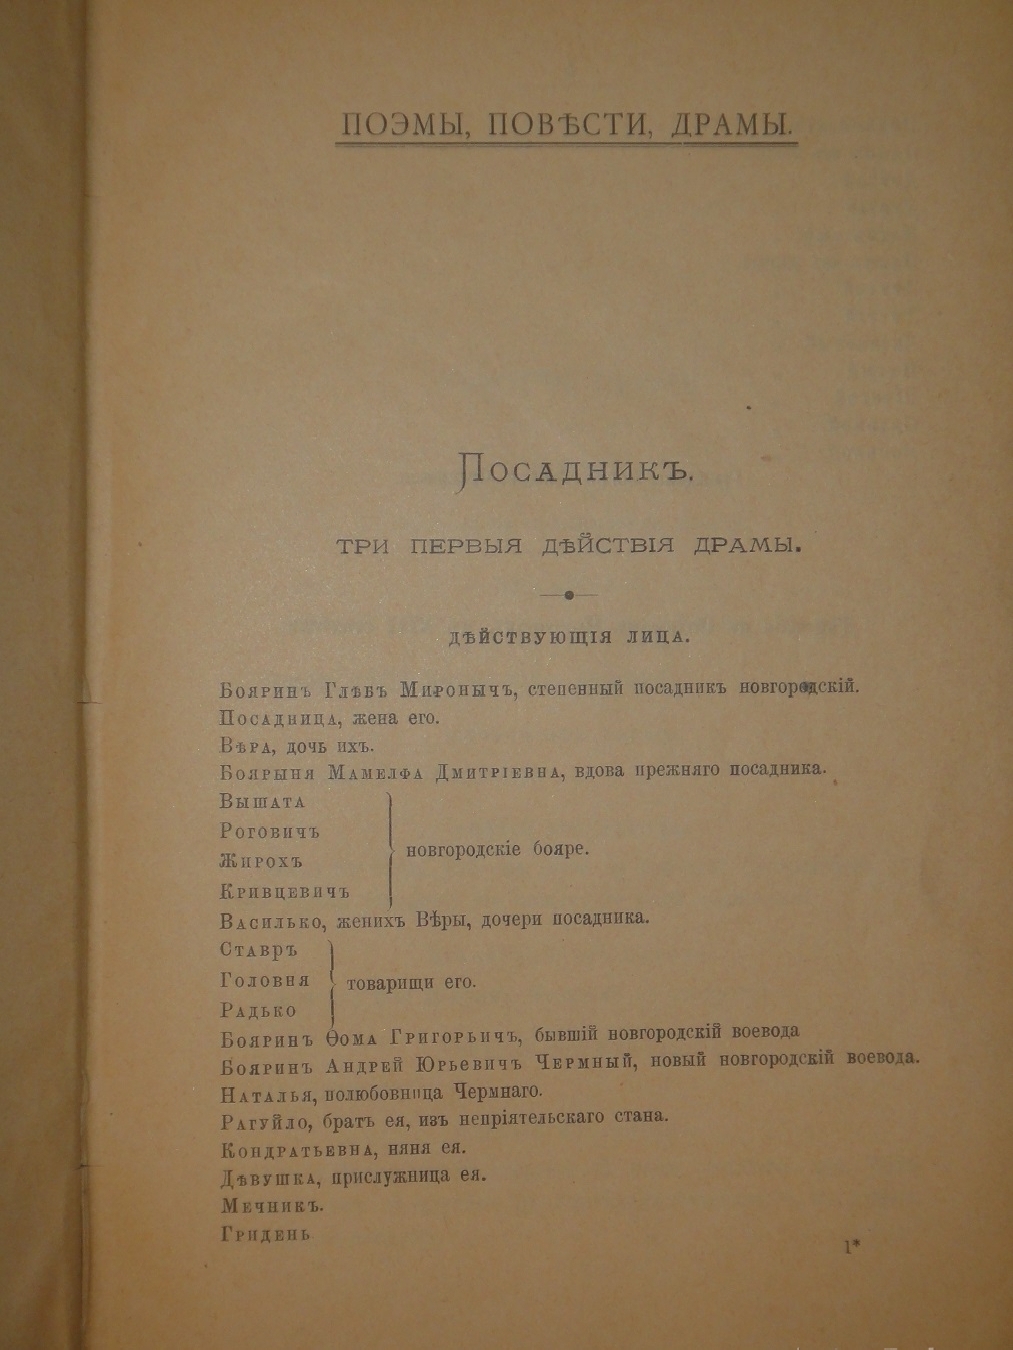 ПОЭМЫ, ПОВѢСТИ, ДРАМЫ.
Посадникъ.
ТРИ ПЕРВЫЯ ДѢЙСТВІЯ ДРАМЫ.
ДѢЙСТВУЮЩІЯ ЛИЦА.
Бояринъ Глѣбъ Миронычъ, степенный посадникъ новгородскій.
Посадница, жена его.
Вѣра, дочь ихъ.
Боярыня Мамелфа Дмитріевна, вдова прежняго посадника.
Вышата
Роговичъ
Жирохъ
Кривцевичъ
новгородскіе бояре.
Василько, женихъ Вѣры, дочери посадника.
Ставръ
Головня
Радько
товарищи его.
Бояринъ Ѳома Григорьичъ, бывшій новгородскій воевода
Бояринъ Андрей Юрьевичъ Чермный, новый новгородскій воевода.
Наталья, полюбовница Чермнаго.
Рагуйло, братъ ея, изъ непріятельскаго стана.
Кондратьевна, няня ея.
Дѣвушка, прислужница ея.
Мечникъ.
Гридень
1*